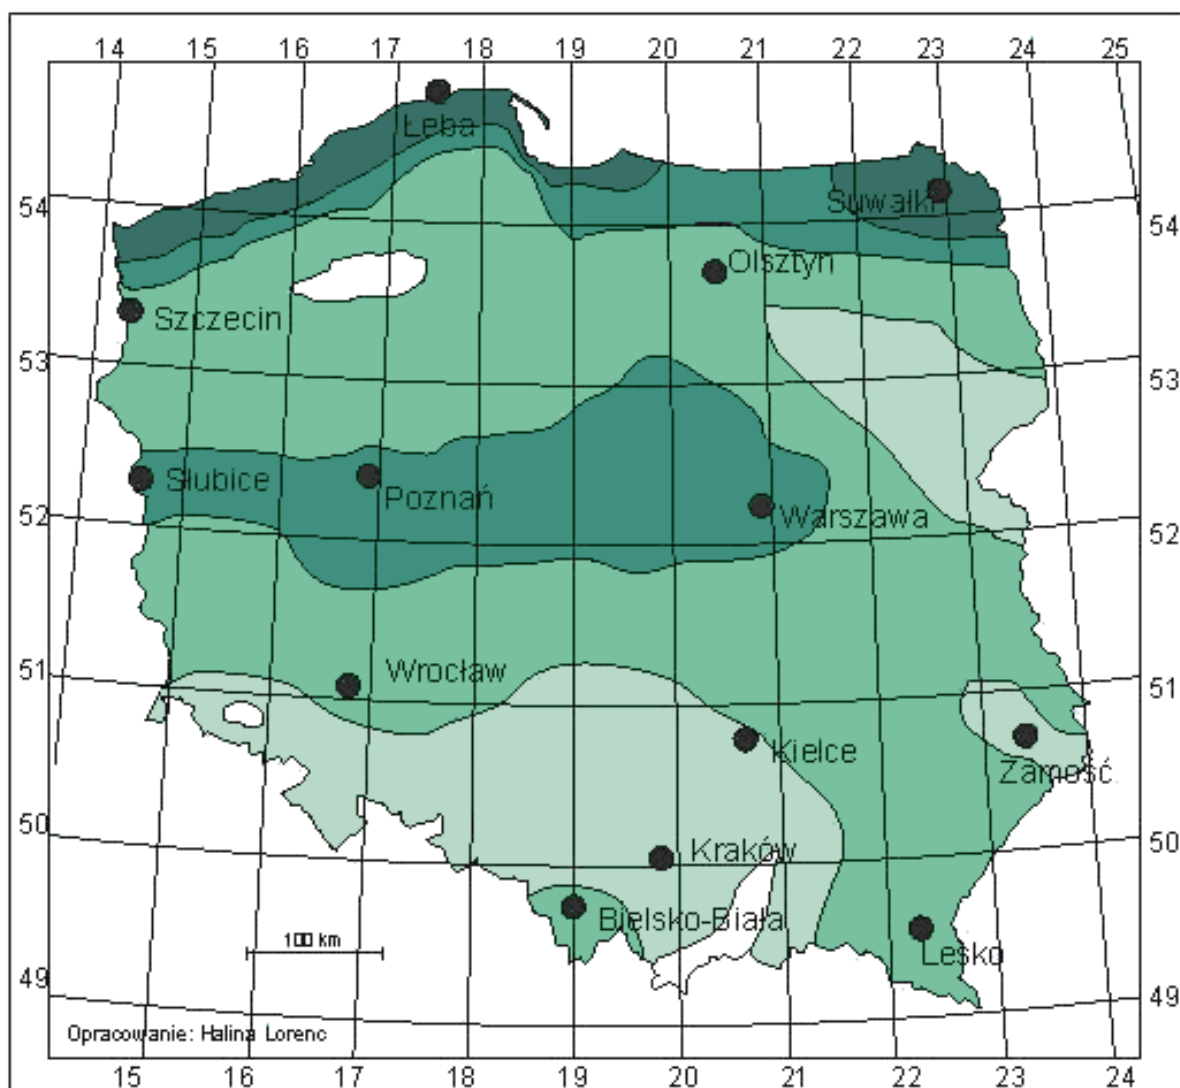 14 15 16 17 18 19 20 21 22 23 24 25
Łeba
Suwałki
54
54
Olsztyn
Szczecin
53
53
Słubice
Poznań
Warszawa
52
52
Wrocław
51
51
Kielce
Zamość
50
50
Kraków
Bielsko-Biała
100 km
Lesko
49
49
Opracowanie: Halina Lorenc
15 16 17 18 19 20 21 22 23 24